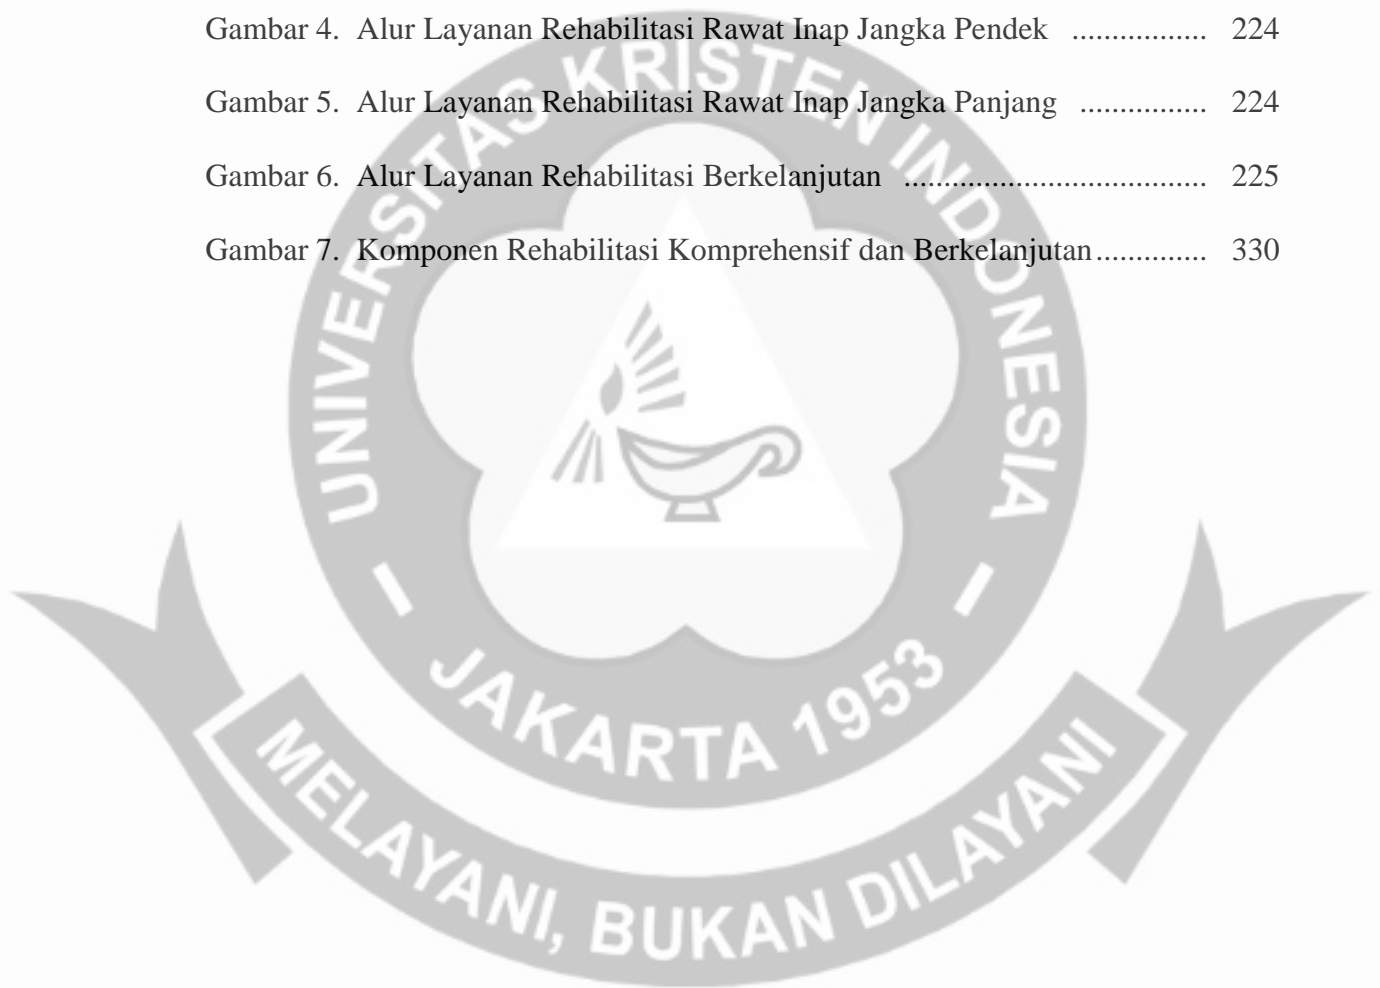 Gambar 4. Alur Layanan Rehabilitasi Rawat Inap Jangka Pendek ................. 224
Gambar 5. Alur Layanan Rehabilitasi Rawat Inap Jangka Panjang ................ 224
Gambar 6. Alur Layanan Rehabilitasi Berkelanjutan ...................................... 225
Gambar 7. Komponen Rehabilitasi Komprehensif dan Berkelanjutan.............. 330
UNIVERSITAS KRISTEN INDONESIA
- JAKARTA 1953 -
MELAYANI, BUKAN DILAYANI